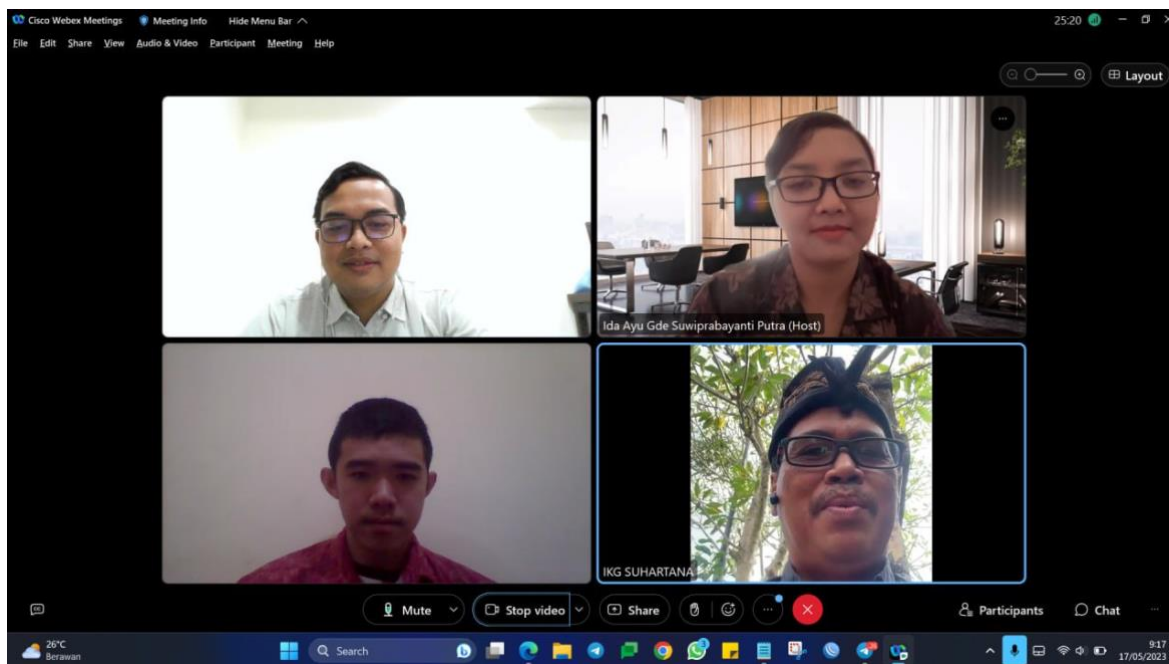 Cisco Webex Meetings Meeting Info Hide Menu Bar 25:20
File Edit Share View Audio & Video Participant Meeting Help
Layout
Ida Ayu Gde Suwiprabayanti Putra (Host)
IKG SUHARTANA
Mute Stop video Share Participants Chat
26°C
Berawan
Search
9:17
17/05/2023